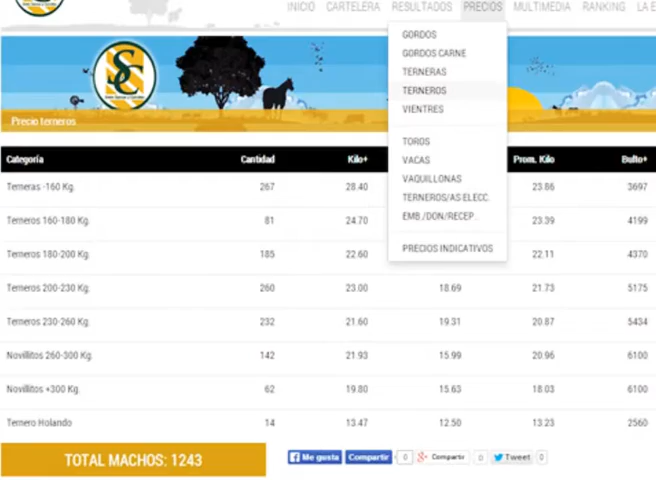 INICIO CARTELERA RESULTADOS PRECIOS MULTIMEDIA RANKING LA E
GORDOS
GORDOS CARNE
TERNERAS
TERNEROS
VIENTRES
TOROS
VACAS
VAQUILLONAS
TERNEROS/AS ELECC.
EMB./DON/RECEP.
PRECIOS INDICATIVOS
SC
Precio terneros
Categoría Cantidad Kilo+ Prom. Kilo Bulto+
Terneras -160 Kg. 267 28.40 23.86 3697
Terneros 160-180 Kg. 81 24.70 23.39 4199
Terneros 180-200 Kg. 185 22.60 22.11 4370
Terneros 200-230 Kg. 260 23.00 18.69 21.73 5175
Terneros 230-260 Kg. 232 21.60 19.31 20.87 5434
Novillitos 260-300 Kg. 142 21.93 15.99 20.96 6100
Novillitos +300 Kg. 62 19.80 15.63 18.03 6100
Ternero Holando 14 13.47 12.50 13.23 2560
TOTAL MACHOS: 1243
Me gusta Compartir 0 Compartir 0 Tweet 0